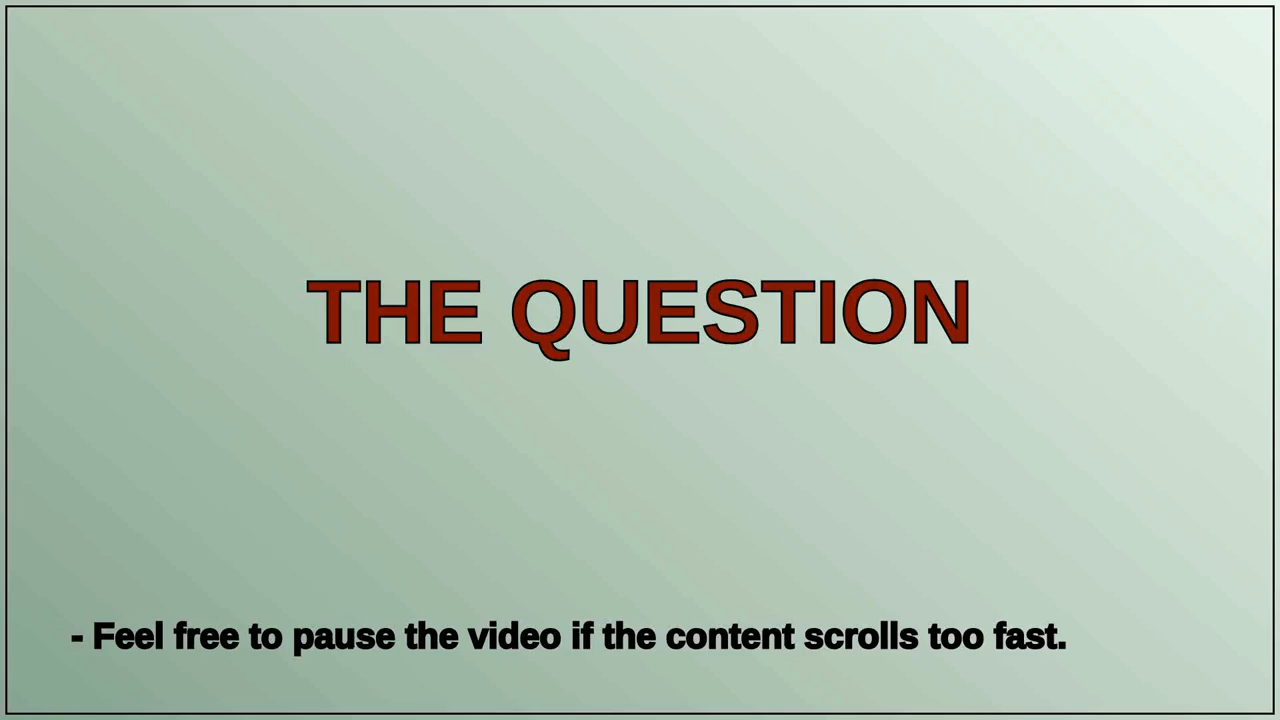 THE QUESTION
- Feel free to pause the video if the content scrolls too fast.